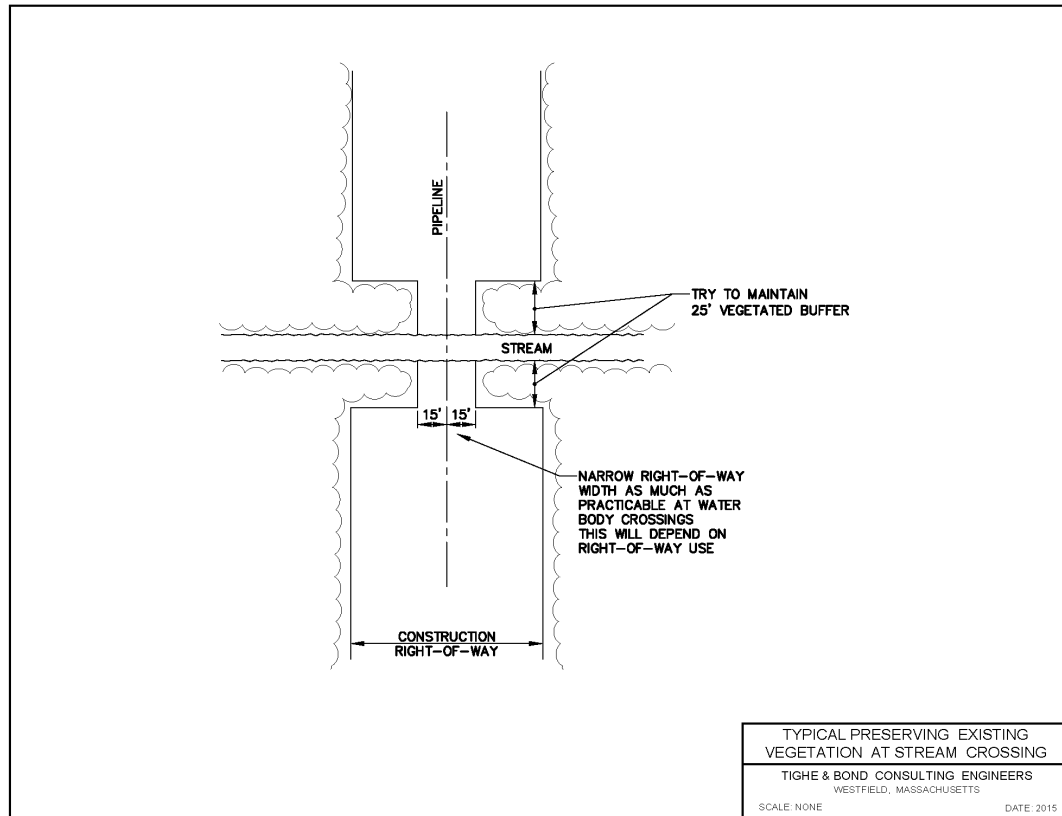 PIPELINE
TRY TO MAINTAIN
25' VEGETATED BUFFER
STREAM
15' 15'
NARROW RIGHT-OF-WAY
WIDTH AS MUCH AS
PRACTICABLE AT WATER
BODY CROSSINGS
THIS WILL DEPEND ON
RIGHT-OF-WAY USE
CONSTRUCTION
RIGHT-OF-WAY
TYPICAL PRESERVING EXISTING
VEGETATION AT STREAM CROSSING
TIGHE & BOND CONSULTING ENGINEERS
WESTFIELD, MASSACHUSETTS
SCALE: NONE DATE: 2015